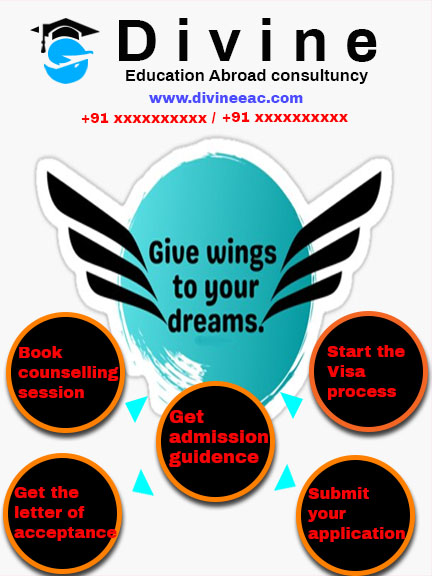 Divine
Education Abroad consultuncy
www.divineeac.com
+91 xxxxxxxxxx / +91 xxxxxxxxxx
Give wings
to your
dreams.
Book
counselling
session
Start the
Visa
process
Get
admission
guidence
Get the
letter of
acceptance
Submit
your
application